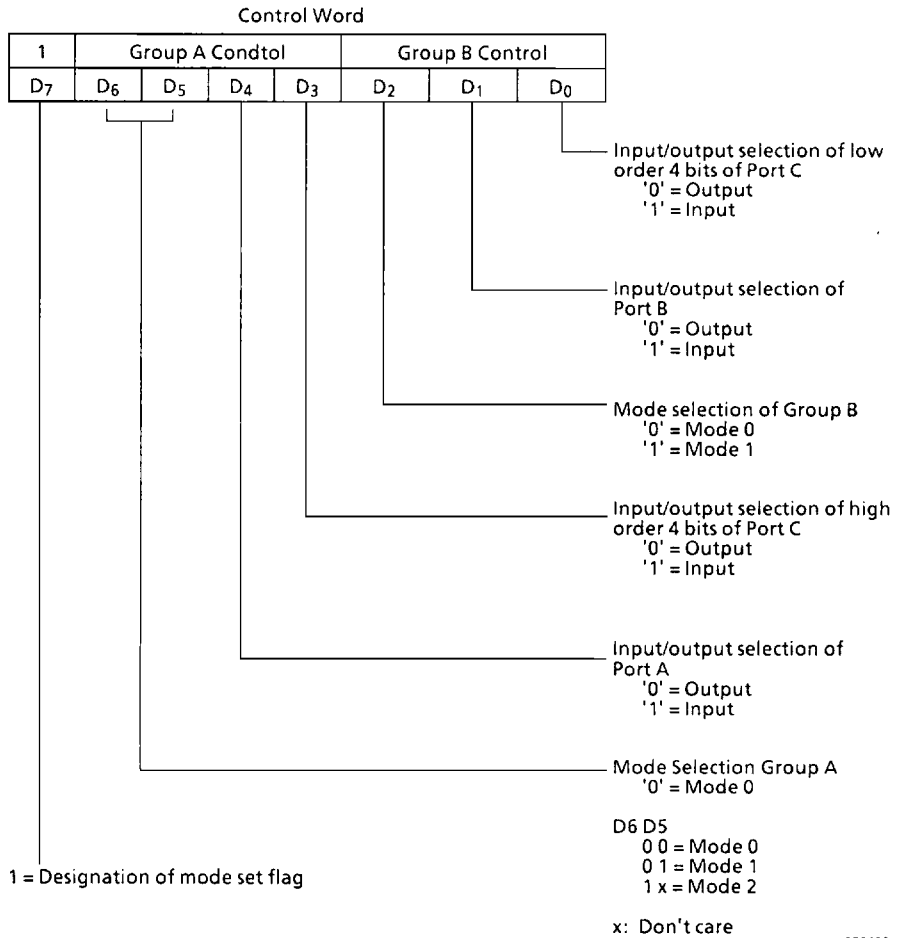 Control Word
1 Group A Condtol Group B Control
D7 D6 D5 D4 D3 D2 D1 D0
Input/output selection of low
order 4 bits of Port C
'0' = Output
'1' = Input
Input/output selection of
Port B
'0' = Output
'1' = Input
Mode selection of Group B
'0' = Mode 0
'1' = Mode 1
Input/output selection of high
order 4 bits of Port C
'0' = Output
'1' = Input
Input/output selection of
Port A
'0' = Output
'1' = Input
Mode Selection Group A
'0' = Mode 0
D6 D5
0 0 = Mode 0
0 1 = Mode 1
1 x = Mode 2
1 = Designation of mode set flag
x: Don't care